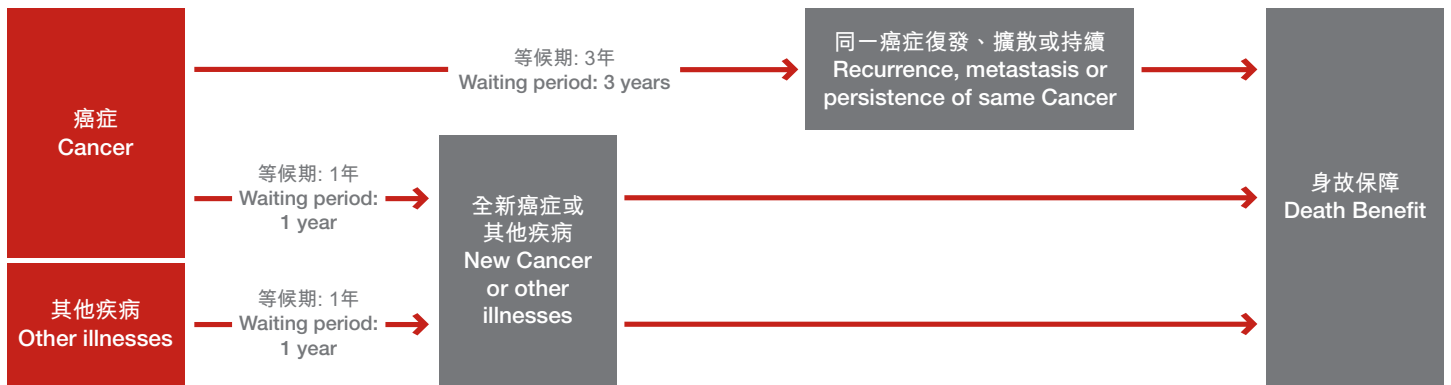 癌症
Cancer
等候期: 3年
Waiting period: 3 years
同一癌症復發、擴散或持續
Recurrence, metastasis or
persistence of same Cancer
等候期: 1年
Waiting period:
1 year
全新癌症或
其他疾病
New Cancer
or other
illnesses
身故保障
Death Benefit
其他疾病
Other illnesses
等候期: 1年
Waiting period:
1 year